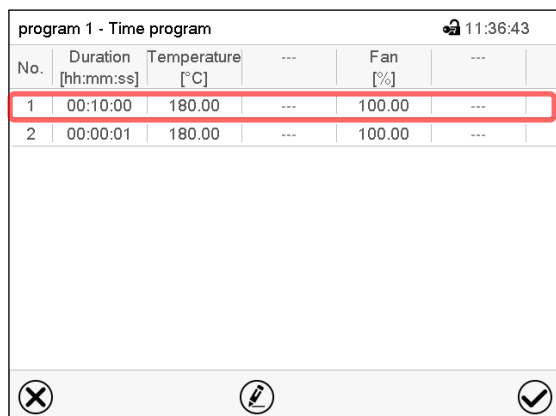 program 1 - Time program 11:36:43
No. Duration [hh:mm:ss] Temperature [°C] --- Fan [%] ---
1 00:10:00 180.00 --- 100.00 ---
2 00:00:01 180.00 --- 100.00 ---